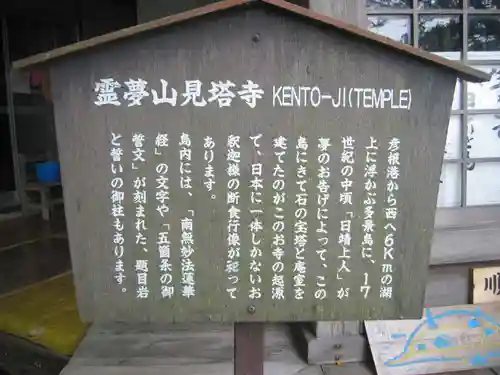 霊夢山見塔寺 KENTO-JI(TEMPLE)
彦根港から西へ6Kmの湖
上に浮かぶ多景島に、17
世紀の中頃「日靖上人」が
夢のお告げによって、この
島にきて石の宝塔と庵室を
建てたのがこのお寺の起源
で、日本に一体しかないお
釈迦様の断食行像が祀って
あります。
島内には、「南無妙法蓮華
経」の文字や「五箇条の御
誓文」が刻まれた、題目岩
と誓いの御柱もあります。
順